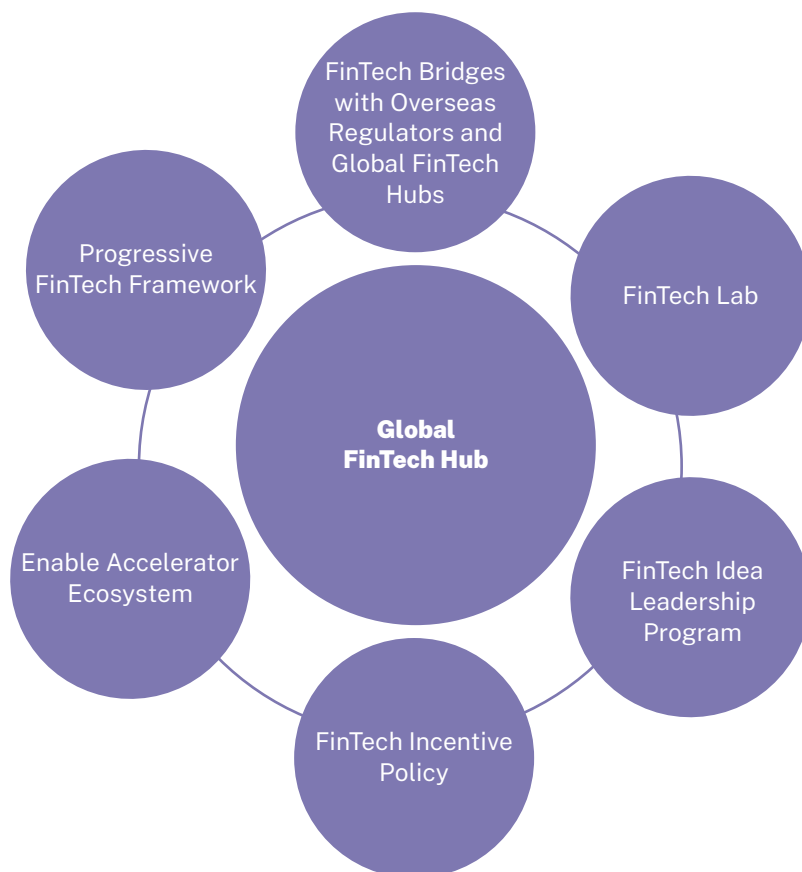 FinTech Bridges
with Overseas
Regulators and
Global FinTech
Hubs
Progressive
FinTech Framework
FinTech Lab
Global
FinTech Hub
Enable Accelerator
Ecosystem
FinTech Idea
Leadership
Program
FinTech Incentive
Policy